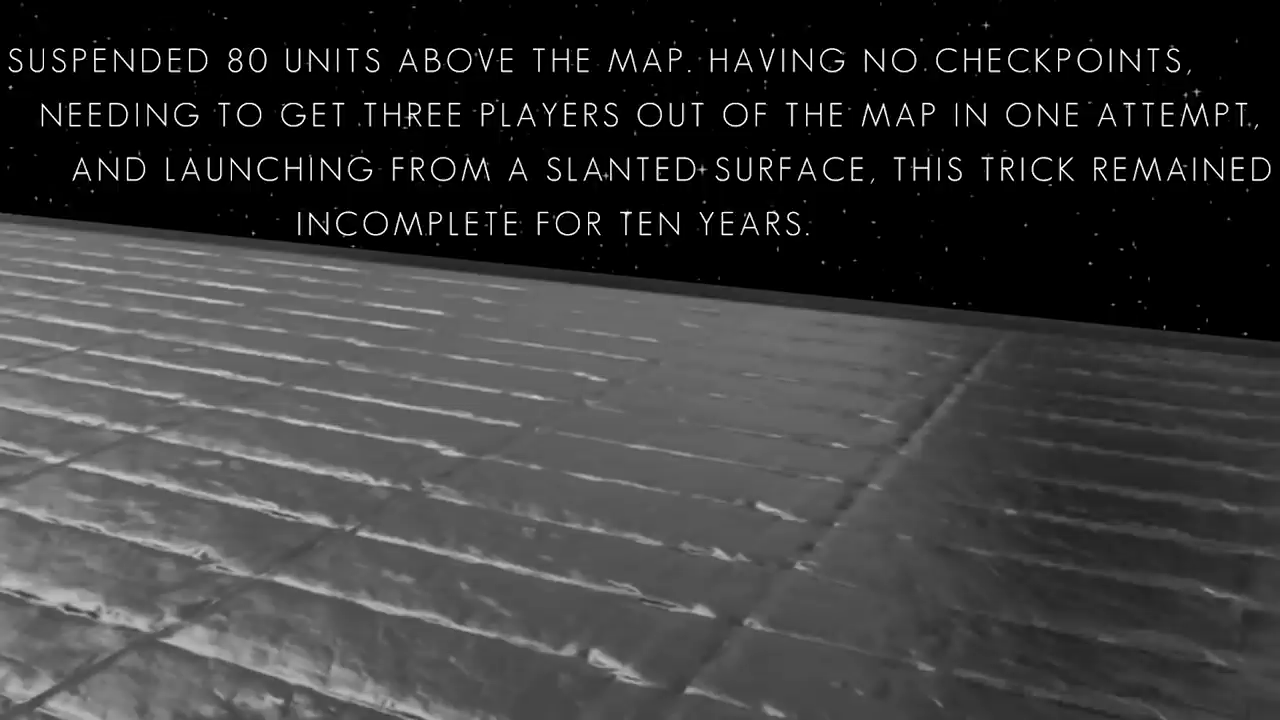 SUSPENDED 80 UNITS ABOVE THE MAP. HAVING NO CHECKPOINTS,
NEEDING TO GET THREE PLAYERS OUT OF THE MAP IN ONE ATTEMPT,
AND LAUNCHING FROM A SLANTED SURFACE, THIS TRICK REMAINED
INCOMPLETE FOR TEN YEARS.